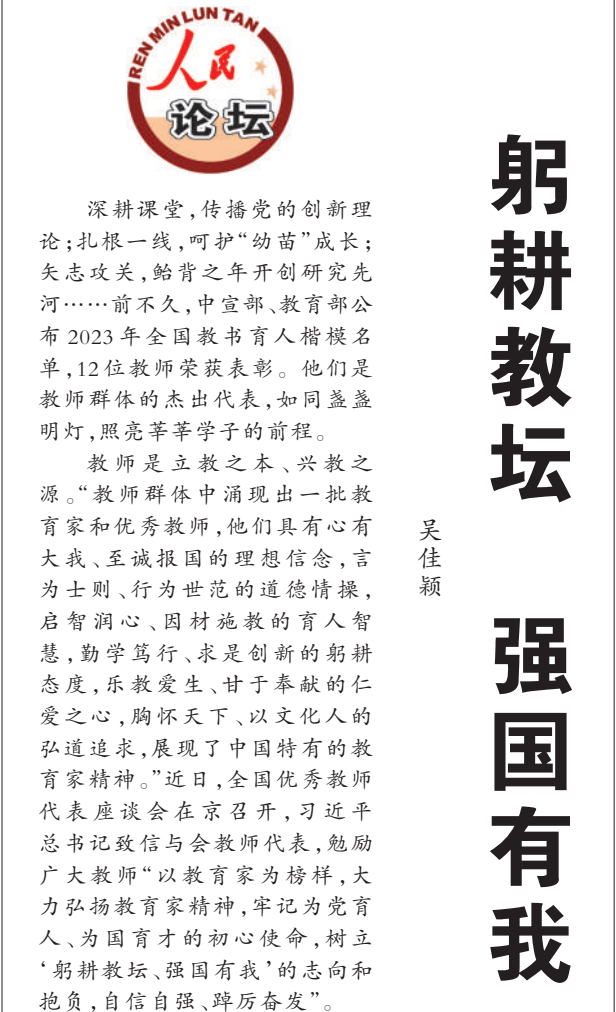 REN MIN LUN TAN
人民
论坛
躬耕教坛 强国有我
吴佳颖
深耕课堂,传播党的创新理
论;扎根一线,呵护“幼苗”成长;
矢志攻关,鲐背之年开创研究先
河……前不久,中宣部、教育部公
布2023年全国教书育人楷模名
单,12位教师荣获表彰。他们是
教师群体的杰出代表,如同盏盏
明灯,照亮莘莘学子的前程。
教师是立教之本、兴教之
源。“教师群体中涌现出一批教
育家和优秀教师,他们具有心有
大我、至诚报国的理想信念,言
为士则、行为世范的道德情操,
启智润心、因材施教的育人智
慧,勤学笃行、求是创新的躬耕
态度,乐教爱生、甘于奉献的仁
爱之心,胸怀天下、以文化人的
弘道追求,展现了中国特有的教
育家精神。”近日,全国优秀教师
代表座谈会在京召开,习近平
总书记致信与会教师代表,勉励
广大教师“以教育家为榜样,大
力弘扬教育家精神,牢记为党育
人、为国育才的初心使命,树立
‘躬耕教坛、强国有我’的志向和
抱负,自信自强、踔厉奋发”。